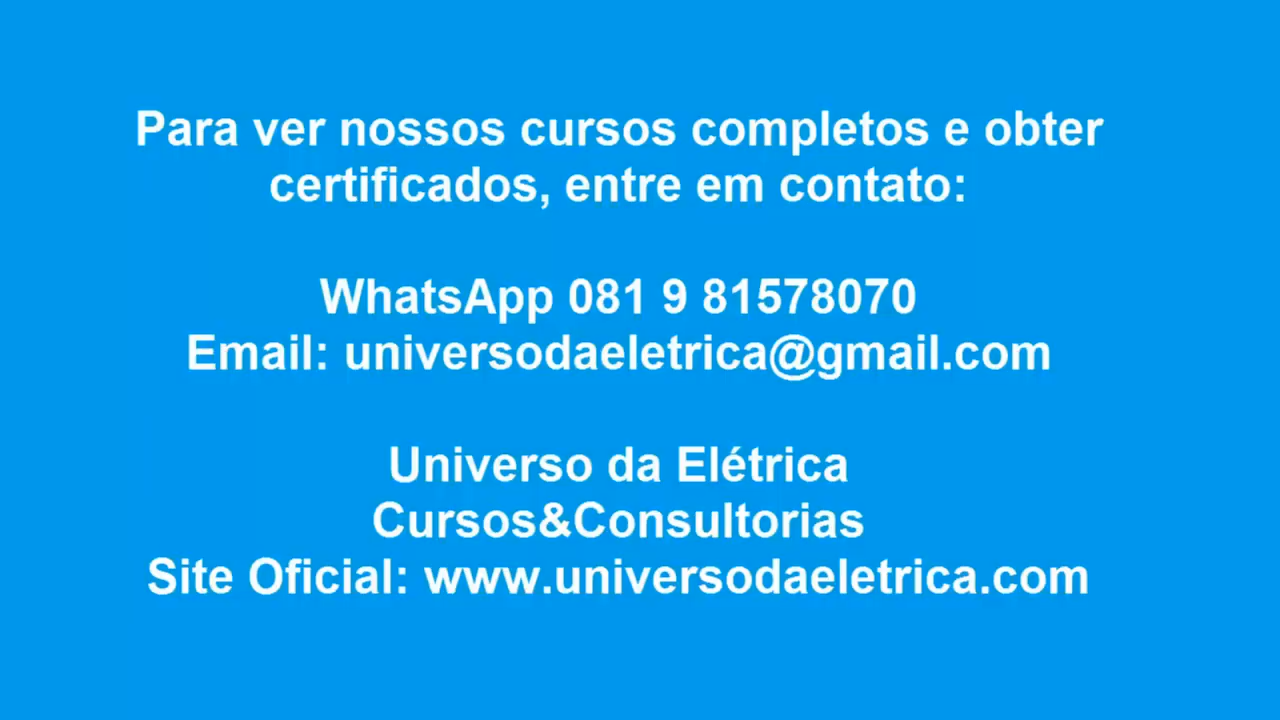 Para ver nossos cursos completos e obter
certificados, entre em contato:
WhatsApp 081 9 81578070
Email: universodaeletrica@gmail.com
Universo da Elétrica
Cursos&Consultorias
Site Oficial: www.universodaeletrica.com